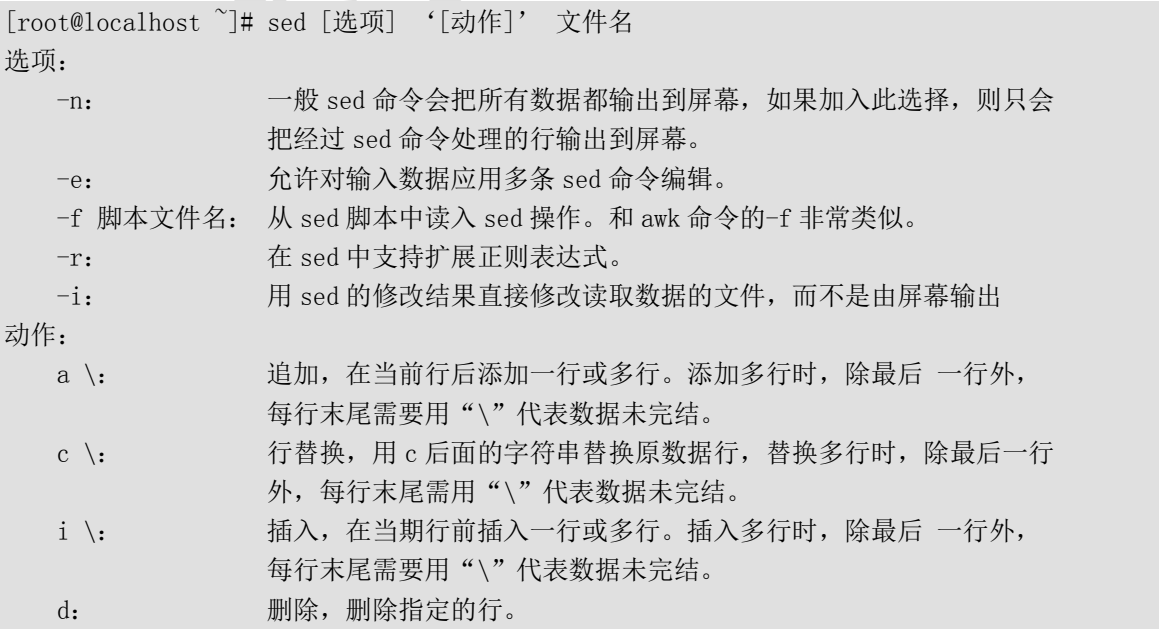 [root@localhost ~]# sed [选项] ‘[动作]’ 文件名
选项：
-n： 一般 sed 命令会把所有数据都输出到屏幕，如果加入此选择，则只会
把经过 sed 命令处理的行输出到屏幕。
-e： 允许对输入数据应用多条 sed 命令编辑。
-f 脚本文件名： 从 sed 脚本中读入 sed 操作。和 awk 命令的-f 非常类似。
-r： 在 sed 中支持扩展正则表达式。
-i： 用 sed 的修改结果直接修改读取数据的文件，而不是由屏幕输出
动作：
a \： 追加，在当前行后添加一行或多行。添加多行时，除最后 一行外，
每行末尾需要用“\”代表数据未完结。
c \： 行替换，用 c 后面的字符串替换原数据行，替换多行时，除最后一行
外，每行末尾需用“\”代表数据未完结。
i \： 插入，在当期行前插入一行或多行。插入多行时，除最后 一行外，
每行末尾需要用“\”代表数据未完结。
d： 删除，删除指定的行。